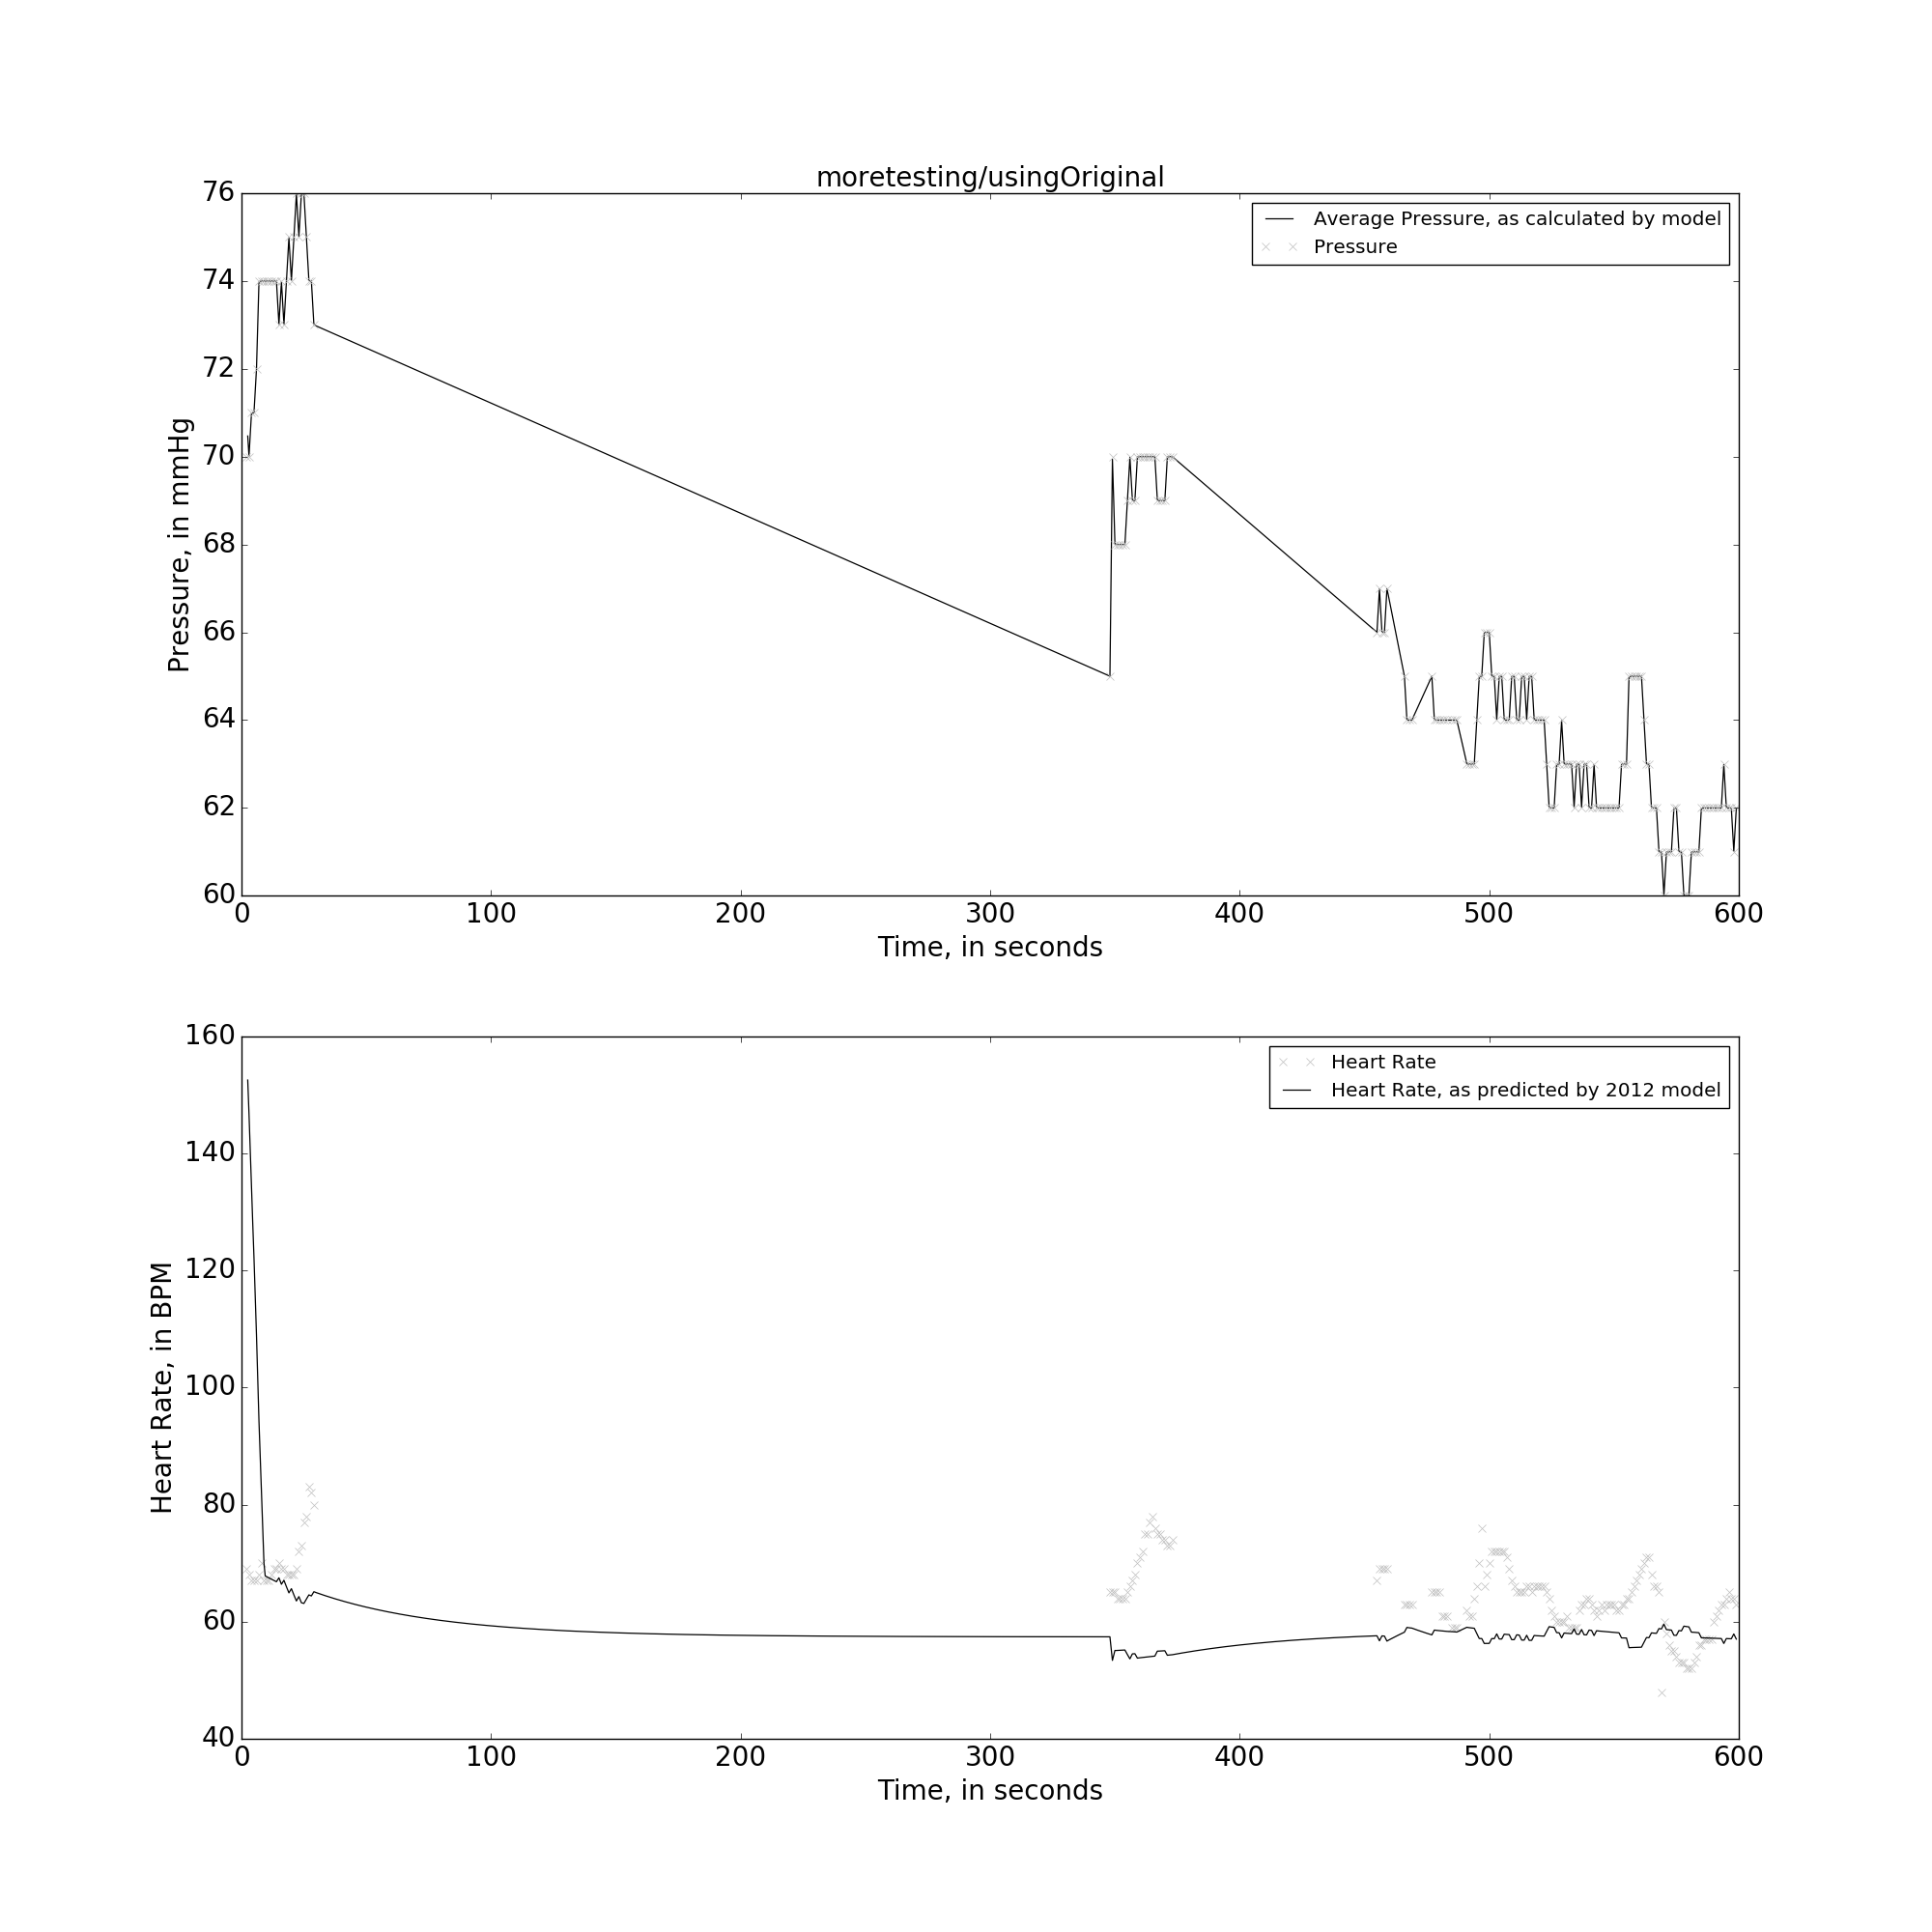 moretesting/usingOriginal
76
74
72
70
68
66
64
62
60
Pressure, in mmHg
Average Pressure, as calculated by model
Pressure
0 100 200 300 400 500 600
Time, in seconds
160
140
120
100
80
60
40
Heart Rate, in BPM
Heart Rate
Heart Rate, as predicted by 2012 model
0 100 200 300 400 500 600
Time, in seconds